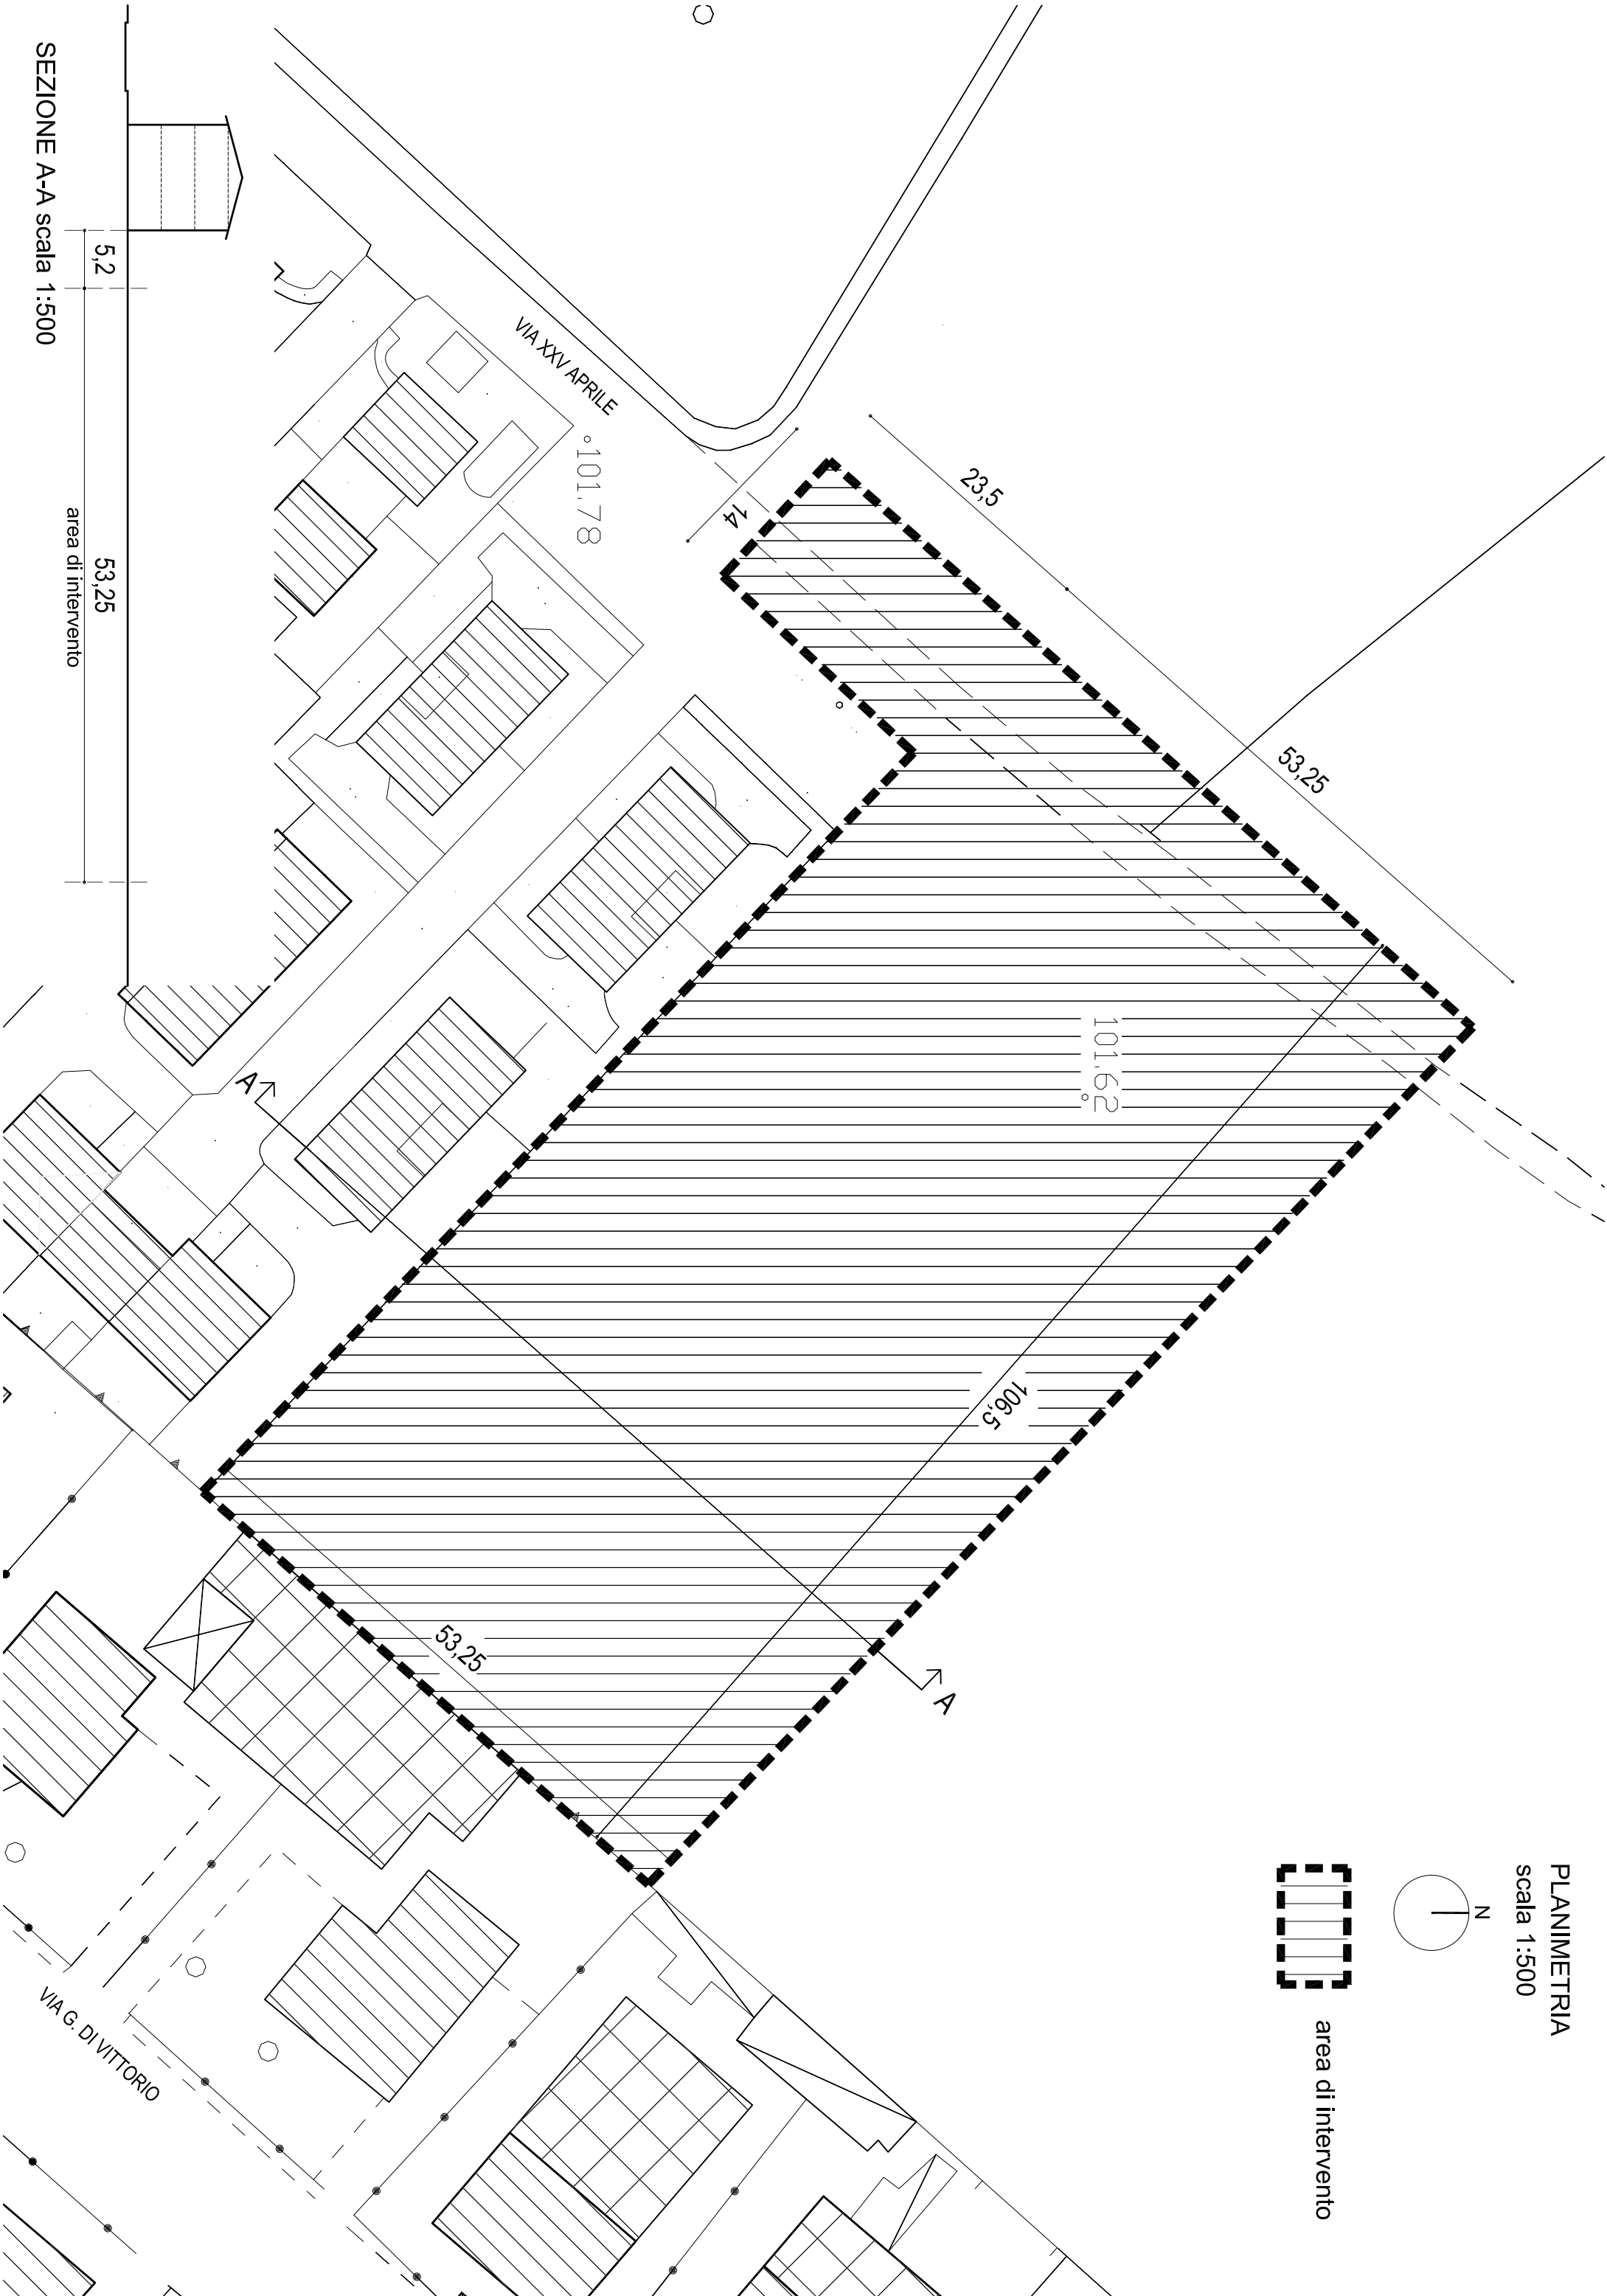 PLANIMETRIA
scala 1:500
N
area di intervento
23,5
53,25
14
VIA XXV APRILE
101.78
101.62
106,5
53,25
A
A
VIA G. DI VITTORIO
5,2
53,25
area di intervento
SEZIONE A-A scala 1:500